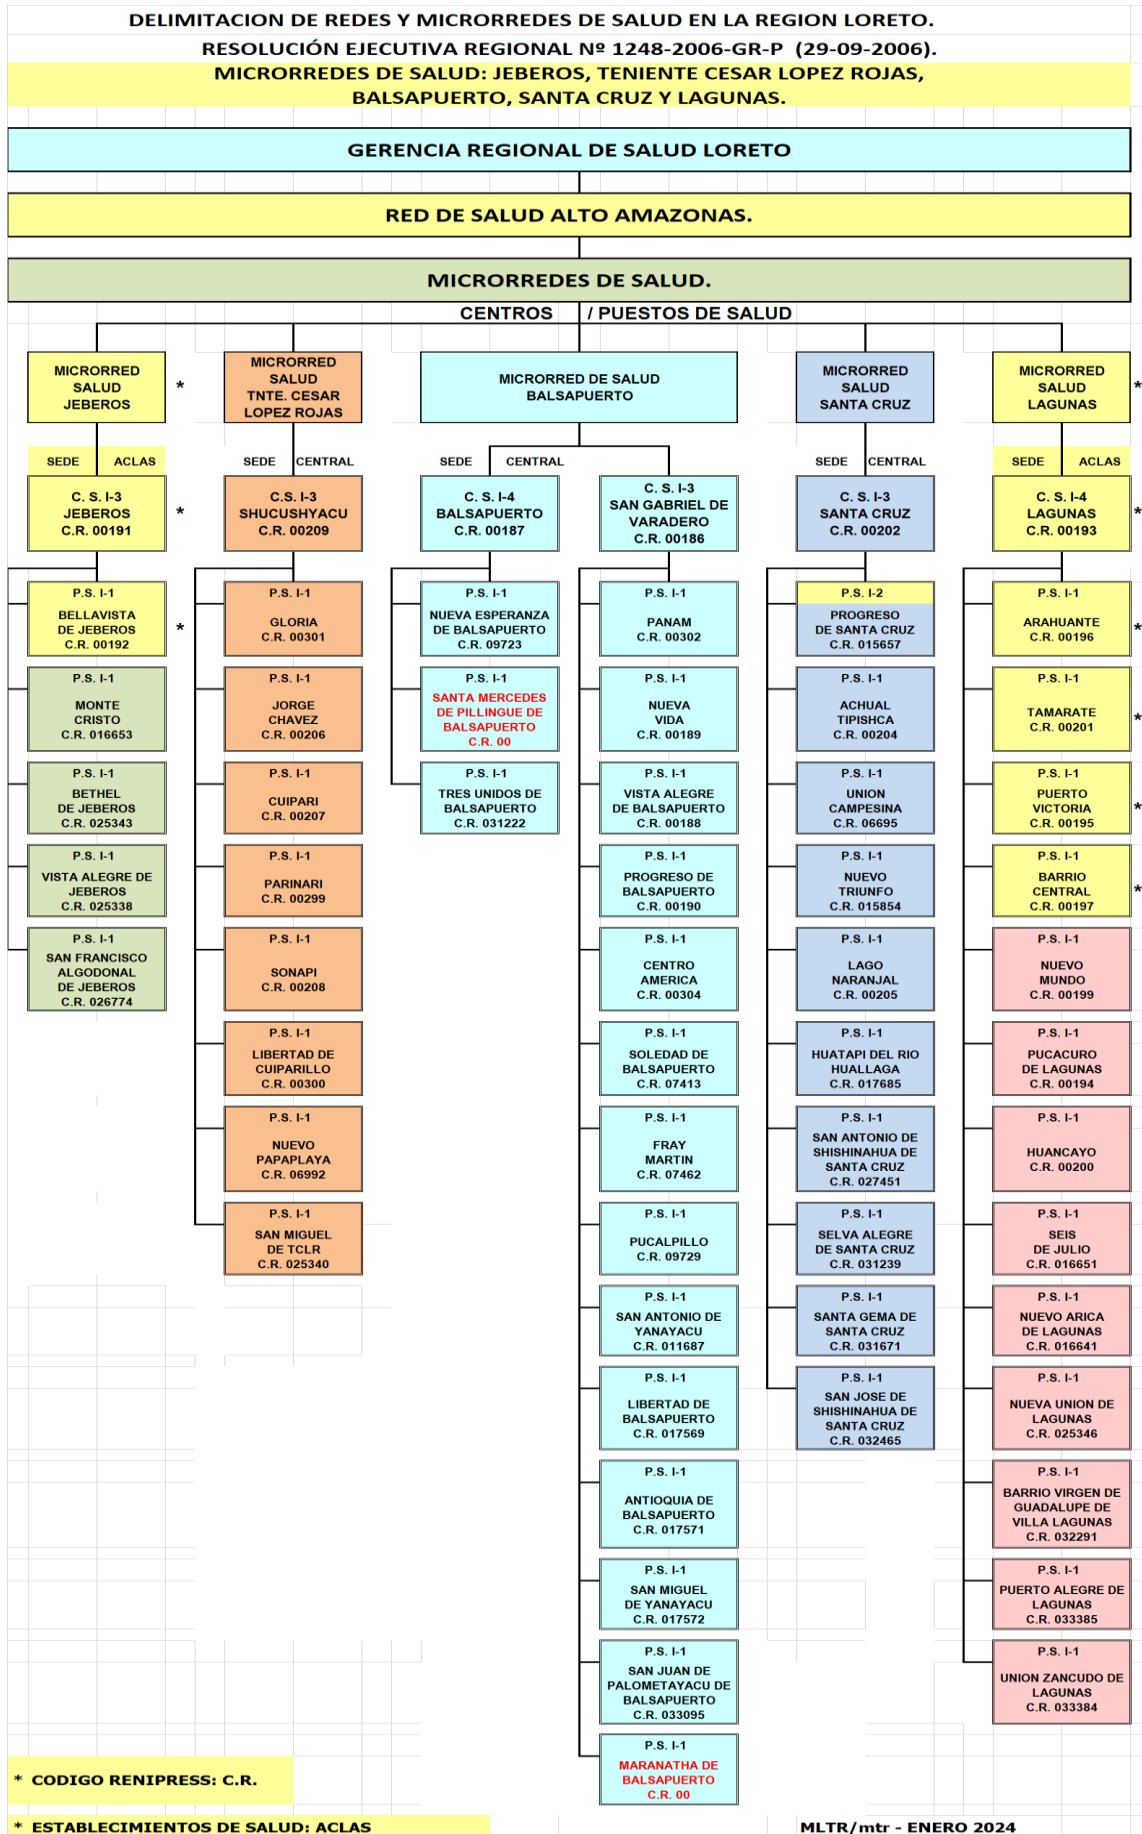 DELIMITACION DE REDES Y MICRORREDES DE SALUD EN LA REGION LORETO.
RESOLUCIÓN EJECUTIVA REGIONAL Nº 1248-2006-GR-P (29-09-2006).
MICRORREDES DE SALUD: JEBEROS, TENIENTE CESAR LOPEZ ROJAS,
BALSAPUERTO, SANTA CRUZ Y LAGUNAS.
GERENCIA REGIONAL DE SALUD LORETO
RED DE SALUD ALTO AMAZONAS.
MICRORREDES DE SALUD.
CENTROS / PUESTOS DE SALUD
MICRORRED
SALUD
JEBEROS
*
SEDE ACLAS
C. S. I-3
JEBEROS
C.R. 00191
*
P.S. I-1
BELLAVISTA
DE JEBEROS
C.R. 00192
*
P.S. I-1
MONTE
CRISTO
C.R. 016653
P.S. I-1
BETHEL
DE JEBEROS
C.R. 025343
P.S. I-1
VISTA ALEGRE DE
JEBEROS
C.R. 025338
P.S. I-1
SAN FRANCISCO
ALGODONAL
DE JEBEROS
C.R. 026774
MICRORRED
SALUD
TNTE. CESAR
LOPEZ ROJAS
SEDE CENTRAL
C.S. I-3
SHUCUSHYACU
C.R. 00209
P.S. I-1
GLORIA
C.R. 00301
P.S. I-1
JORGE
CHAVEZ
C.R. 00206
P.S. I-1
CUIPARI
C.R. 00207
P.S. I-1
PARINARI
C.R. 00299
P.S. I-1
SONAPI
C.R. 00208
P.S. I-1
LIBERTAD DE
CUIPARILLO
C.R. 00300
P.S. I-1
NUEVO
PAPAPLAYA
C.R. 06992
P.S. I-1
SAN MIGUEL
DE TCLR
C.R. 025340
MICRORRED DE SALUD
BALSAPUERTO
SEDE CENTRAL
C. S. I-4
BALSAPUERTO
C.R. 00187
P.S. I-1
NUEVA ESPERANZA
DE BALSAPUERTO
C.R. 09723
P.S. I-1
SANTA MERCEDES
DE PILLINGUE DE
BALSAPUERTO
C.R. 00
P.S. I-1
TRES UNIDOS DE
BALSAPUERTO
C.R. 031222
C. S. I-3
SAN GABRIEL DE
VARADERO
C.R. 00186
P.S. I-1
PANAM
C.R. 00302
P.S. I-1
NUEVA
VIDA
C.R. 00189
P.S. I-1
VISTA ALEGRE
DE BALSAPUERTO
C.R. 00188
P.S. I-1
PROGRESO DE
BALSAPUERTO
C.R. 00190
P.S. I-1
CENTRO
AMERICA
C.R. 00304
P.S. I-1
SOLEDAD DE
BALSAPUERTO
C.R. 07413
P.S. I-1
FRAY
MARTIN
C.R. 07462
P.S. I-1
PUCALPILLO
C.R. 09729
P.S. I-1
SAN ANTONIO DE
YANAYACU
C.R. 011687
P.S. I-1
LIBERTAD DE
BALSAPUERTO
C.R. 017569
P.S. I-1
ANTIOQUIA DE
BALSAPUERTO
C.R. 017571
P.S. I-1
SAN MIGUEL
DE YANAYACU
C.R. 017572
P.S. I-1
SAN JUAN DE
PALOMETAYACU DE
BALSAPUERTO
C.R. 033095
P.S. I-1
MARANATHA DE
BALSAPUERTO
C.R. 00
MICRORRED
SALUD
SANTA CRUZ
SEDE CENTRAL
C. S. I-3
SANTA CRUZ
C.R. 00202
P.S. I-2
PROGRESO
DE SANTA CRUZ
C.R. 015657
P.S. I-1
ACHUAL
TIPISHCA
C.R. 00204
P.S. I-1
UNION
CAMPESINA
C.R. 06695
P.S. I-1
NUEVO
TRIUNFO
C.R. 015854
P.S. I-1
LAGO
NARANJAL
C.R. 00205
P.S. I-1
HUATAPI DEL RIO
HUALLAGA
C.R. 017685
P.S. I-1
SAN ANTONIO DE
SHISHINAHUA DE
SANTA CRUZ
C.R. 027451
P.S. I-1
SELVA ALEGRE
DE SANTA CRUZ
C.R. 031239
P.S. I-1
SANTA GEMA DE
SANTA CRUZ
C.R. 031671
P.S. I-1
SAN JOSE DE
SHISHINAHUA DE
SANTA CRUZ
C.R. 032465
MICRORRED
SALUD
LAGUNAS
*
SEDE ACLAS
C. S. I-4
LAGUNAS
C.R. 00193
*
P.S. I-1
ARAHUANTE
C.R. 00196
*
P.S. I-1
TAMARATE
C.R. 00201
*
P.S. I-1
PUERTO
VICTORIA
C.R. 00195
*
P.S. I-1
BARRIO
CENTRAL
C.R. 00197
*
P.S. I-1
NUEVO
MUNDO
C.R. 00199
P.S. I-1
PUCACURO
DE LAGUNAS
C.R. 00194
P.S. I-1
HUANCAYO
C.R. 00200
P.S. I-1
SEIS
DE JULIO
C.R. 016651
P.S. I-1
NUEVO ARICA
DE LAGUNAS
C.R. 016641
P.S. I-1
NUEVA UNION DE
LAGUNAS
C.R. 025346
P.S. I-1
BARRIO VIRGEN DE
GUADALUPE DE
VILLA LAGUNAS
C.R. 032291
P.S. I-1
PUERTO ALEGRE DE
LAGUNAS
C.R. 033385
P.S. I-1
UNION ZANCUDO DE
LAGUNAS
C.R. 033384
* CODIGO RENIPRESS: C.R.
* ESTABLECIMIENTOS DE SALUD: ACLAS
MLTR/mtr - ENERO 2024